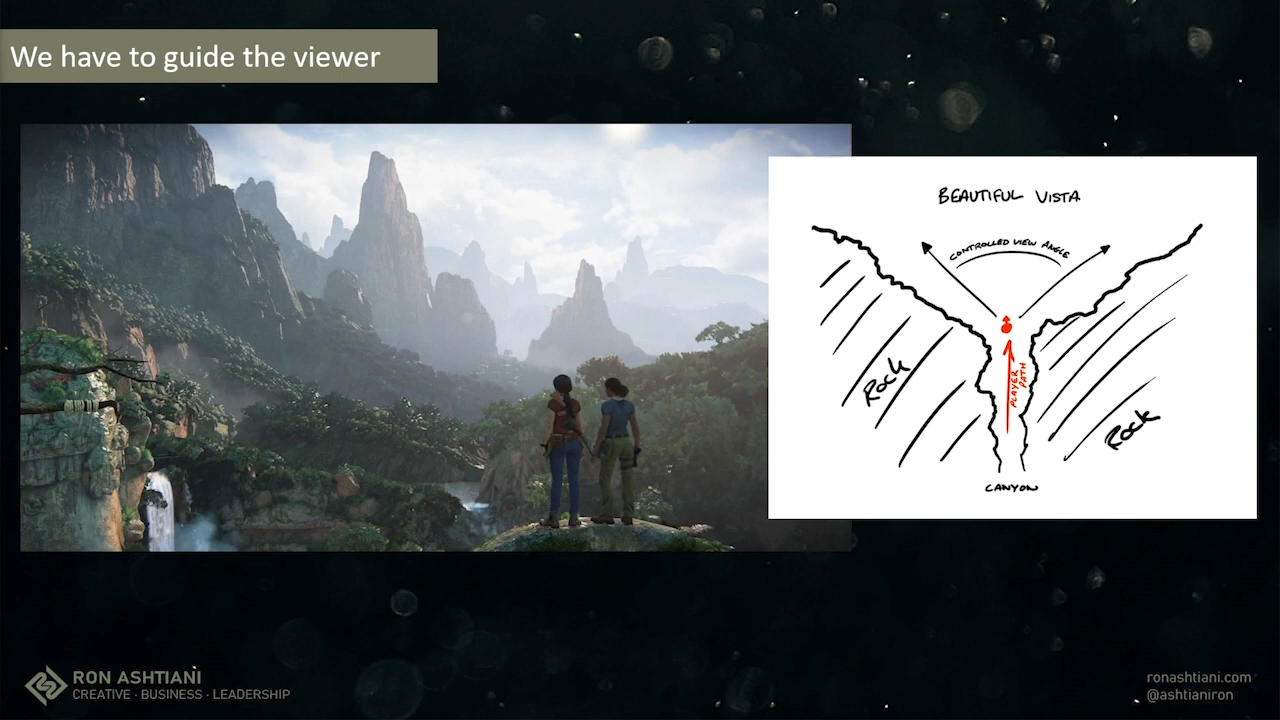 We have to guide the viewer
BEAUTIFUL VISTA
CONTROLLED VIEW ANGLE
ROCK
PLAYER
PATH
ROCK
CANYON
RON ASHTIANI
CREATIVE · BUSINESS · LEADERSHIP
ronashtiani.com
@ashtianiron